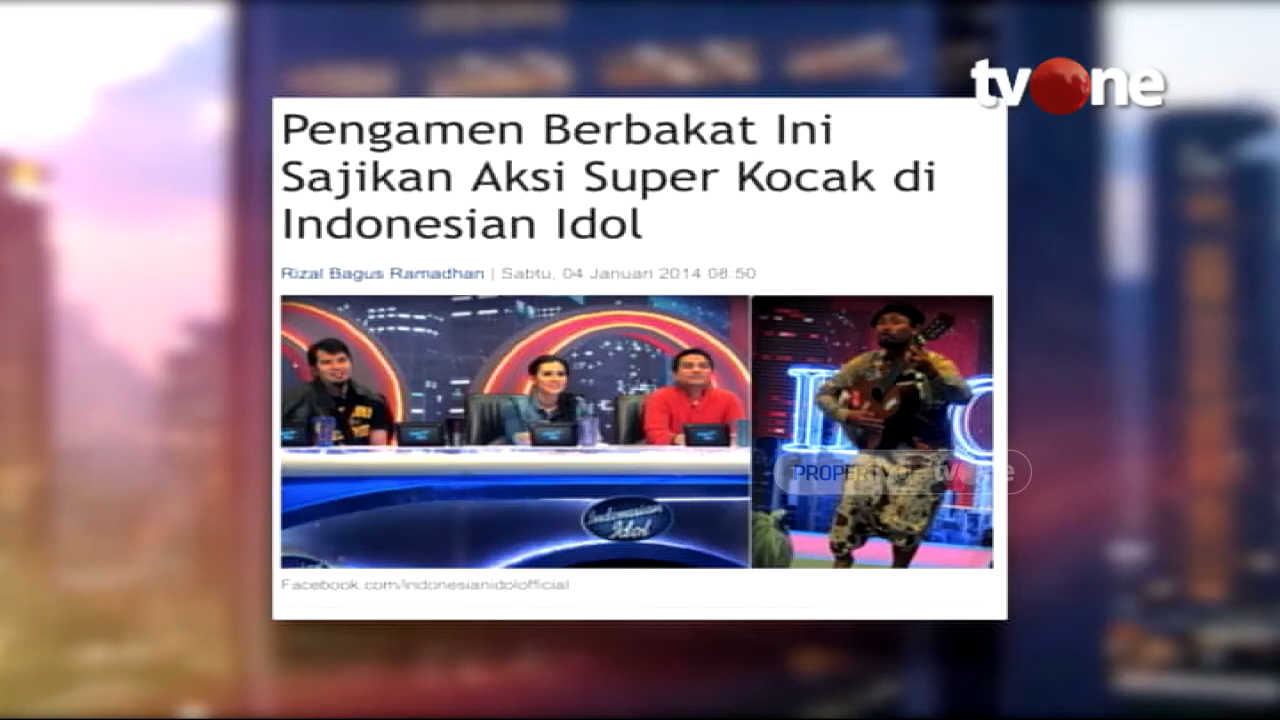 tvOne
Pengamen Berbakat Ini
Sajikan Aksi Super Kocak di
Indonesian Idol
Rizal Bagus Ramadhan | Sabtu, 04 Januari 2014 08:50
Indonesian
Idol
tvOne
Facebook.com/indonesianidolofficial